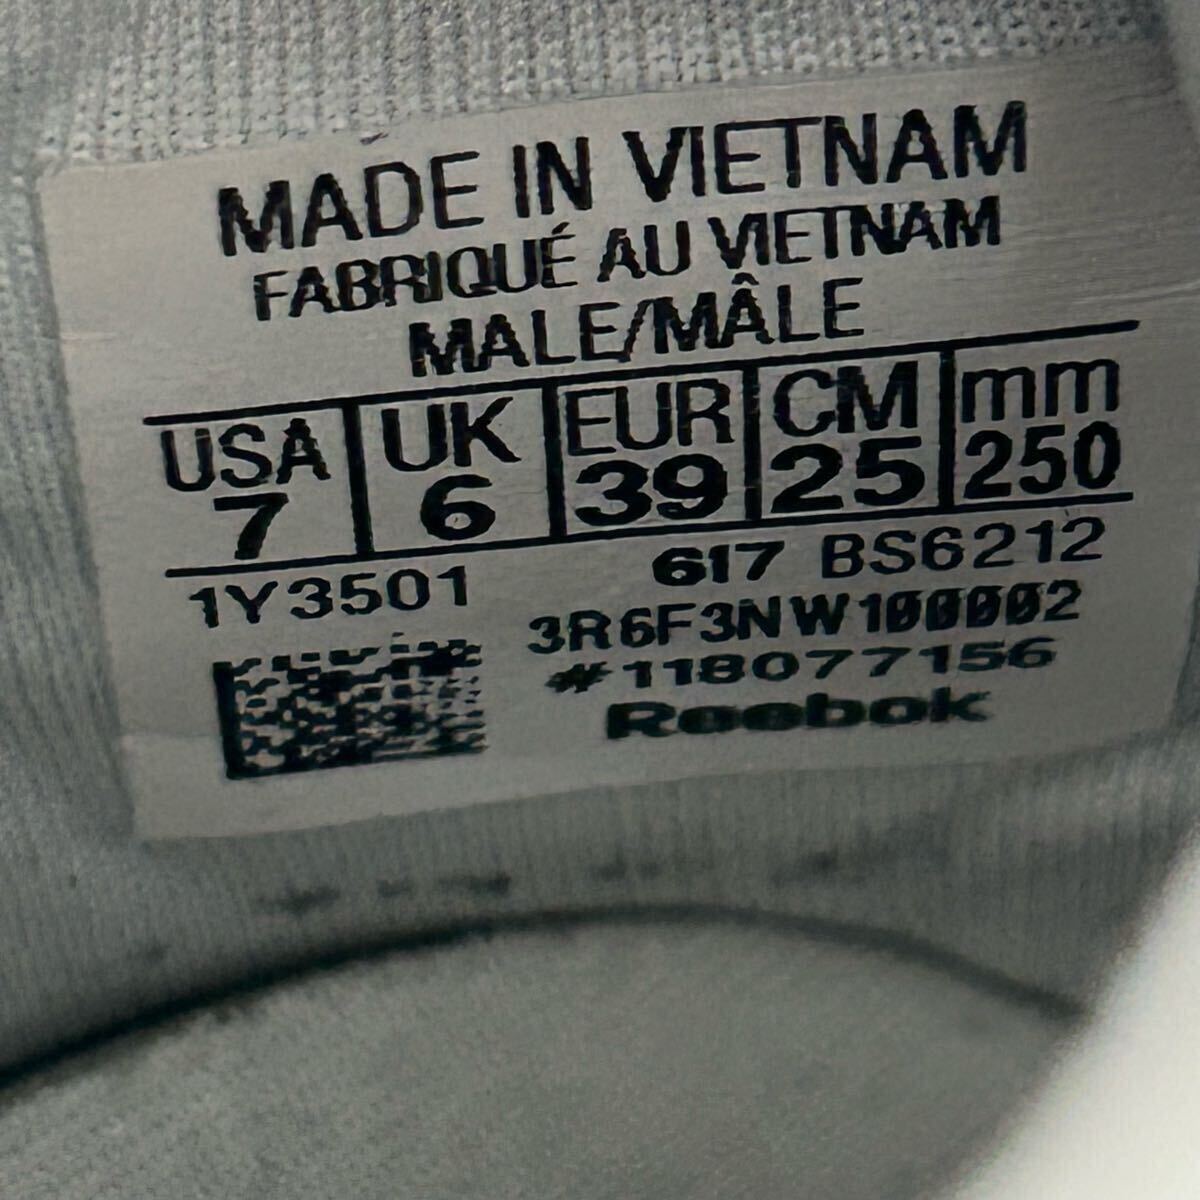 MADE IN VIETNAM
FABRIQUÉ AU VIETNAM
MALE/MÂLE
USA UK EUR CM mm
7 6 39 25 250
1Y3501 617 BS6212
3R6F3NW100002
#118077156
Reebok